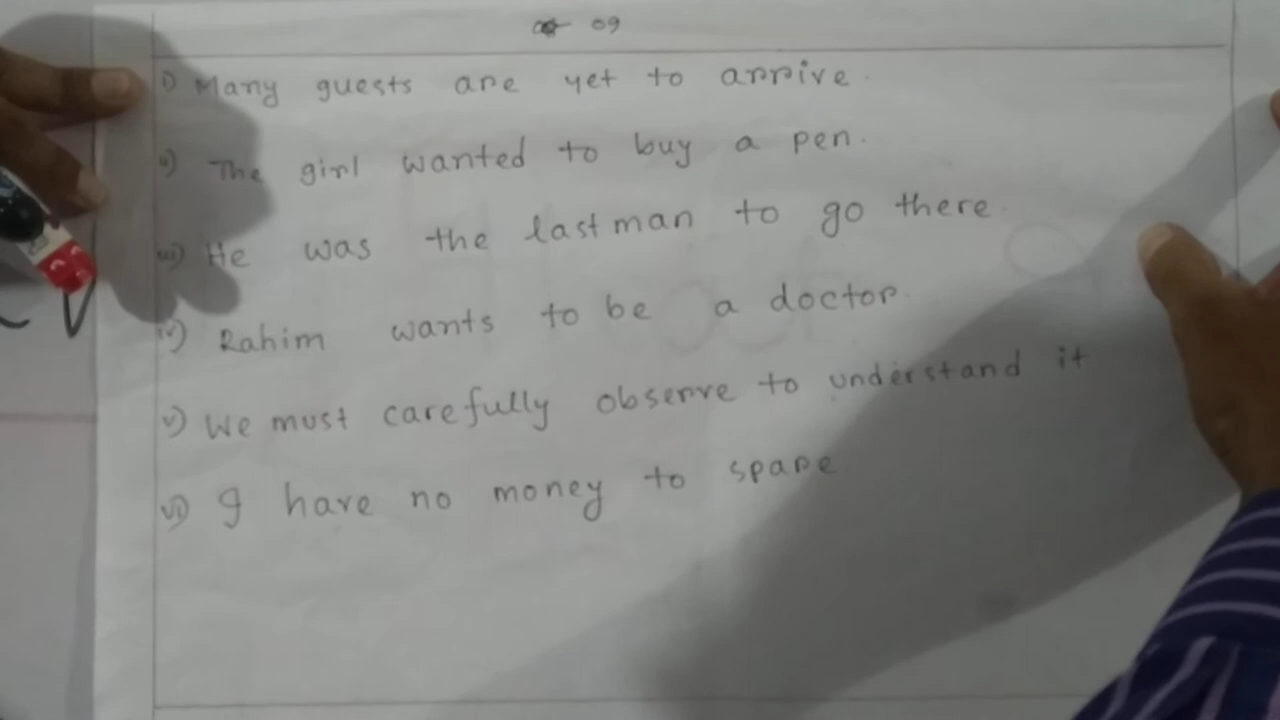 09
i) Many guests are yet to arrive.
ii) The girl wanted to buy a pen.
iii) He was the last man to go there.
iv) Rahim wants to be a doctor.
v) We must carefully observe to understand it
vi) I have no money to spare